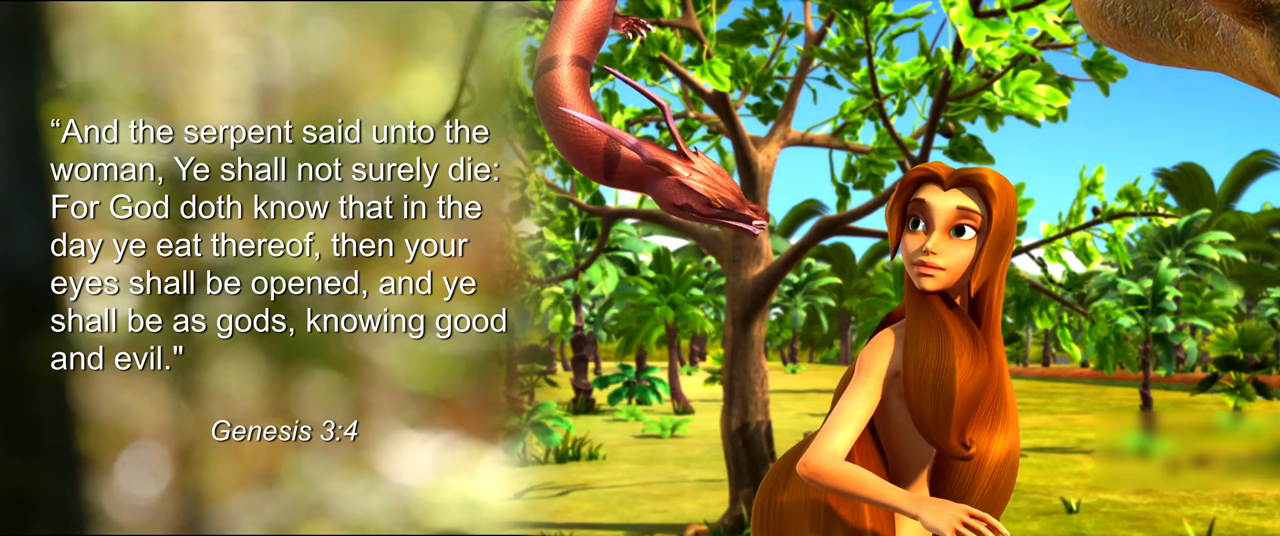 “And the serpent said unto the
woman, Ye shall not surely die:
For God doth know that in the
day ye eat thereof, then your
eyes shall be opened, and ye
shall be as gods, knowing good
and evil."
Genesis 3:4